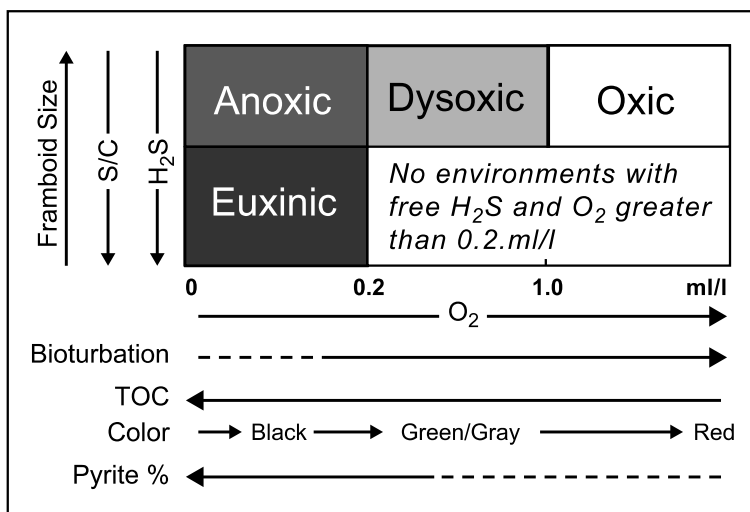 Framboid Size
S/C
H₂S
Anoxic
Dysoxic
Oxic
Euxinic
No environments with
free H₂S and O₂ greater
than 0.2.ml/l
0 0.2 1.0 ml/l
O₂
Bioturbation
TOC
Color Black Green/Gray Red
Pyrite %